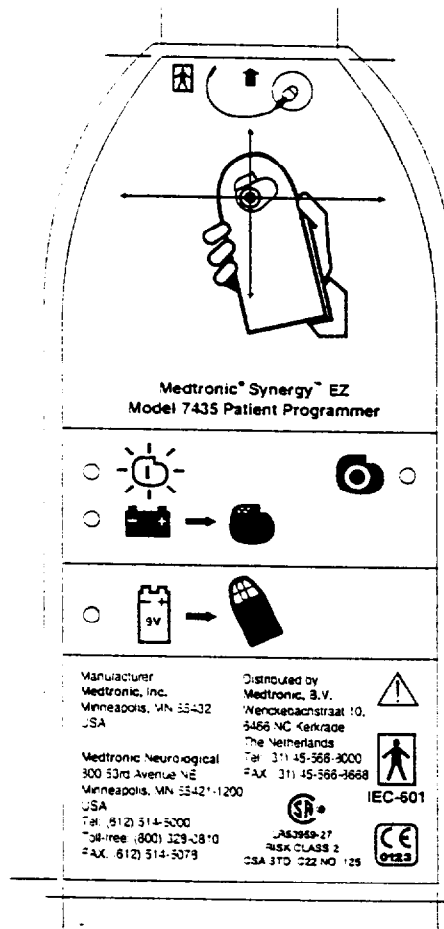 Medtronic® Synergy™ EZ
Model 7435 Patient Programmer
9V
Manufacturer
Medtronic, Inc.
Minneapolis, MN 55432
USA
Medtronic Neurological
800 53rd Avenue NE
Minneapolis, MN 55421-1200
USA
Tel: (612) 514-5000
Toll-free: (800) 328-0810
FAX: (612) 514-5078
Distributed by
Medtronic, B.V.
Wenckebachstraat 10,
6466 NC Kerkrade
The Netherlands
Tel: 31) 45-566-8000
FAX 31) 45-566-8668
IEC-601
LR53959-27
RISK CLASS 2
CSA STD C22 NO. 125
CE
0123